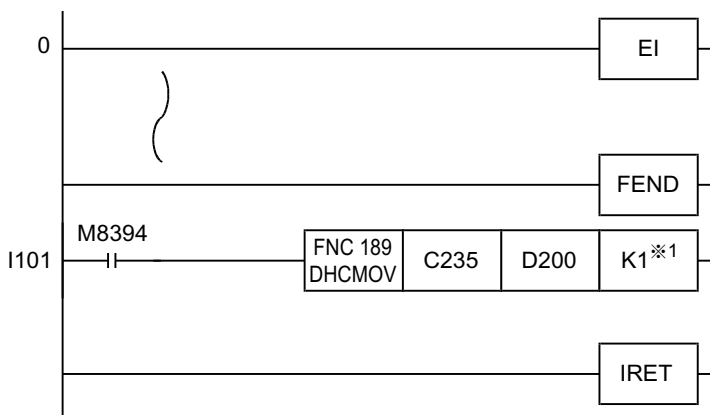 0 EI
FEND
M8394
I101 FNC 189 DHCMOV C235 D200 K1※1
IRET